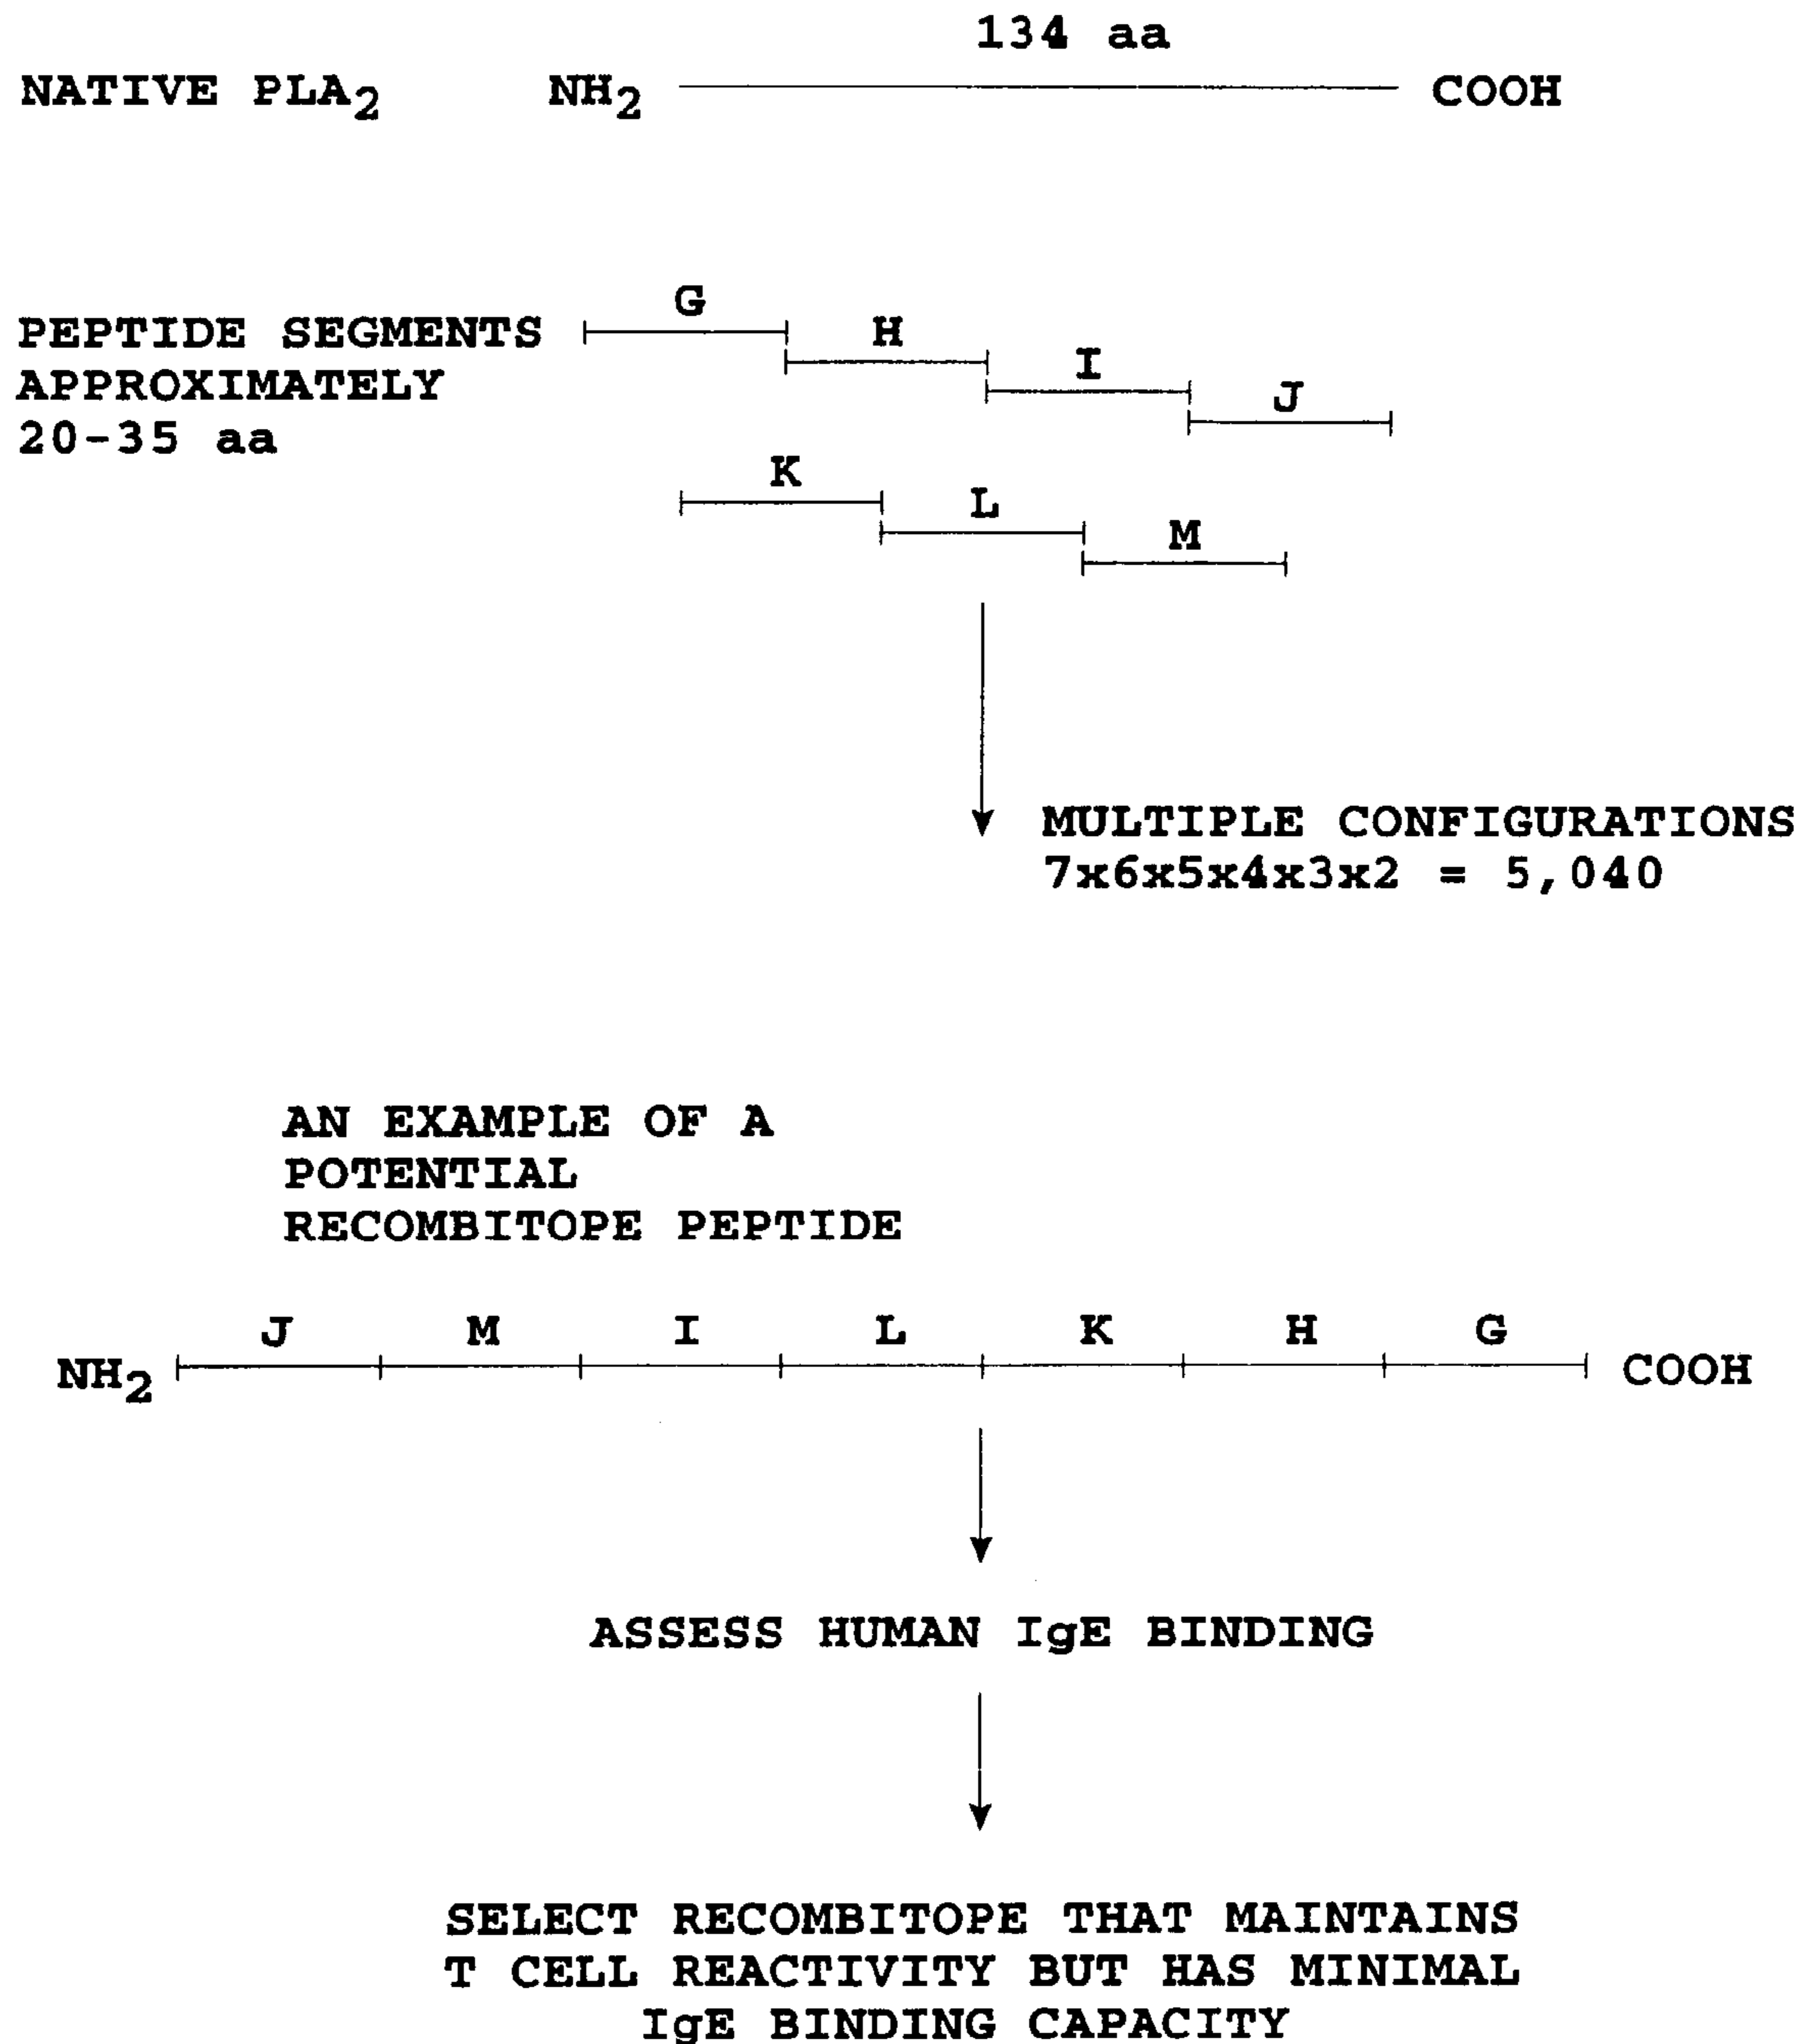 134 aa
NATIVE PLA2 NH2 COOH
G
PEPTIDE SEGMENTS H
APPROXIMATELY I
20-35 aa J
K
L
M
MULTIPLE CONFIGURATIONS
7x6x5x4x3x2 = 5,040
AN EXAMPLE OF A
POTENTIAL
RECOMBITOPE PEPTIDE
J M I L K H G
NH2 COOH
ASSESS HUMAN IgE BINDING
SELECT RECOMBITOPE THAT MAINTAINS
T CELL REACTIVITY BUT HAS MINIMAL
IgE BINDING CAPACITY